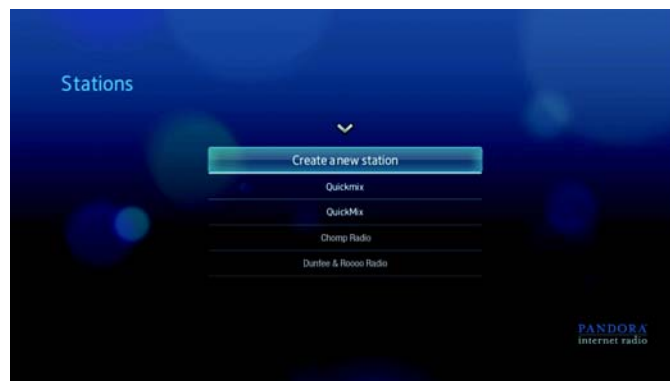 Stations
Create a new station
Quickmix
QuickMix
Chomp Radio
Dunfee & Roooo Radio
PANDORA
internet radio